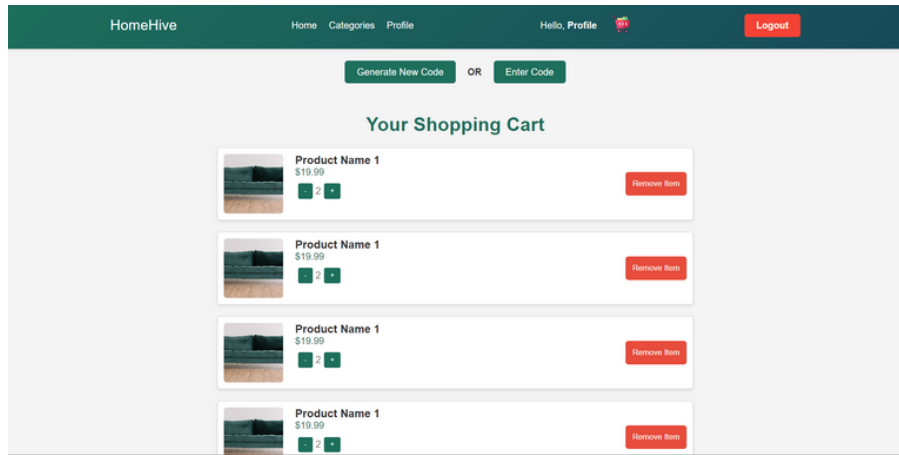 HomeHive Home Categories Profile Hello, Profile Logout
Generate New Code OR Enter Code
Your Shopping Cart
Product Name 1
$19.99
- 2 +
Remove Item
Product Name 1
$19.99
- 2 +
Remove Item
Product Name 1
$19.99
- 2 +
Remove Item
Product Name 1
$19.99
- 2 +
Remove Item